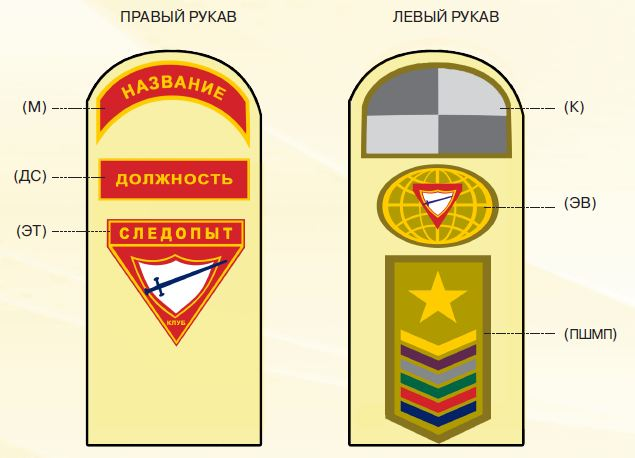 ПРАВЫЙ РУКАВ
ЛЕВЫЙ РУКАВ
(М)
НАЗВАНИЕ
(К)
(ДС)
ДОЛЖНОСТЬ
(ЭВ)
(ЭТ)
СЛЕДОПЫТ
КЛУБ
(ПШМП)